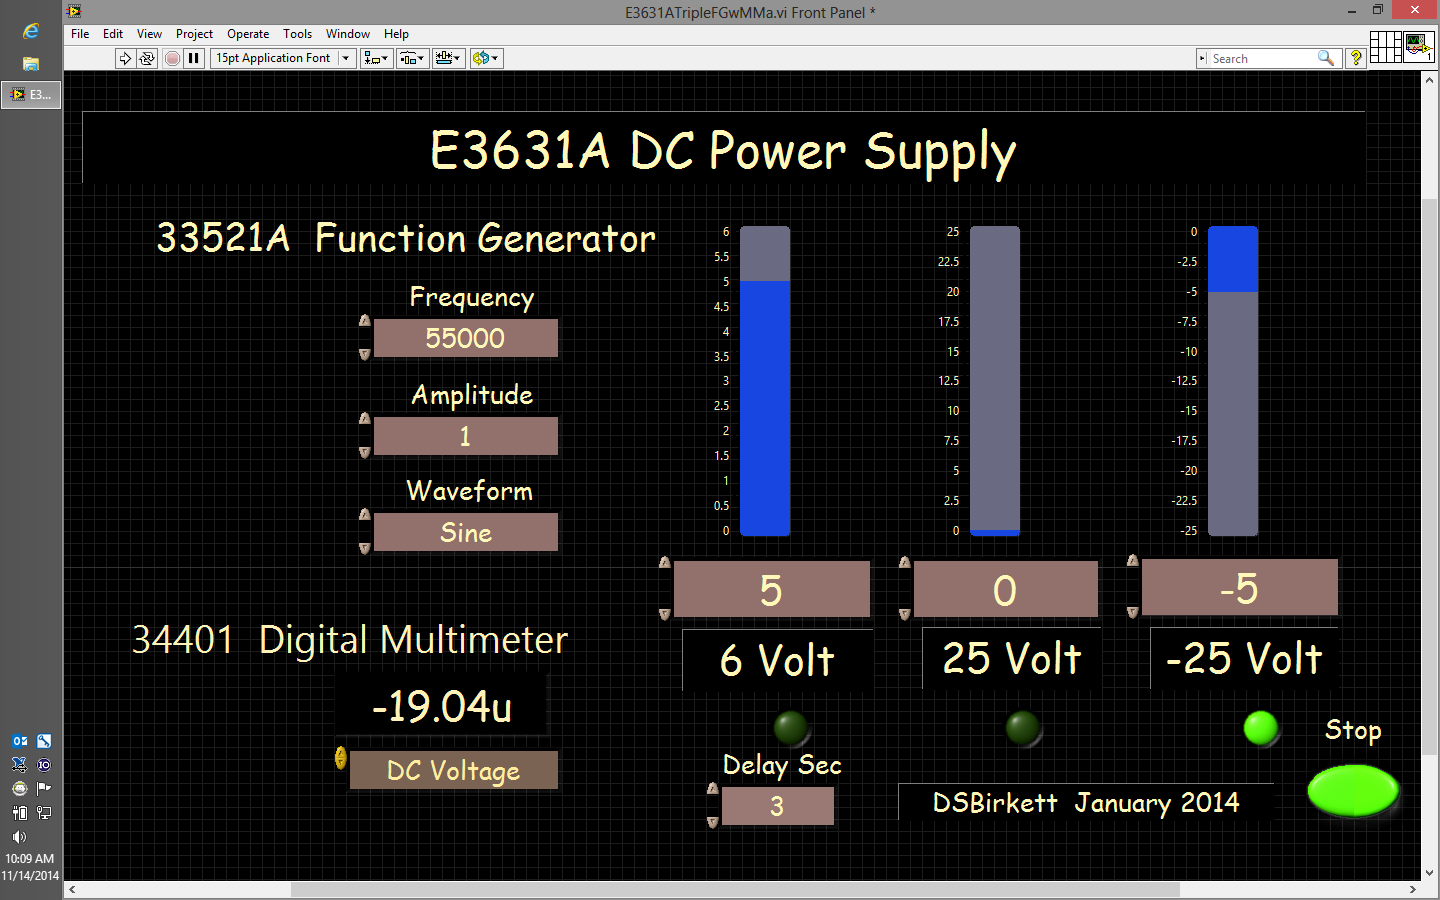 E3631ATripleFGwMMa.vi Front Panel *
File Edit View Project Operate Tools Window Help
15pt Application Font
Search
?
1
E3...
E3631A DC Power Supply
33521A Function Generator
Frequency
55000
Amplitude
1
Waveform
Sine
6
5.5
5
4.5
4
3.5
3
2.5
2
1.5
1
0.5
0
25
22.5
20
17.5
15
12.5
10
7.5
5
2.5
0
0
-2.5
-5
-7.5
-10
-12.5
-15
-17.5
-20
-22.5
-25
5
0
-5
6 Volt
25 Volt
-25 Volt
34401 Digital Multimeter
-19.04u
DC Voltage
Delay Sec
3
Stop
DSBirkett January 2014
10:09 AM
11/14/2014